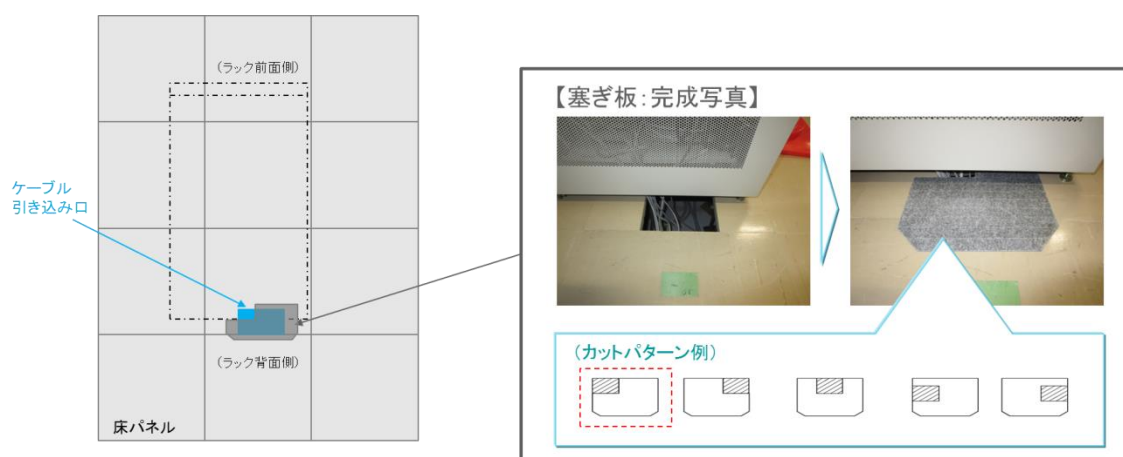 (ラック前面側)
ケーブル
引き込み口
(ラック背面側)
床パネル
【塞ぎ板:完成写真】
(カットパターン例)